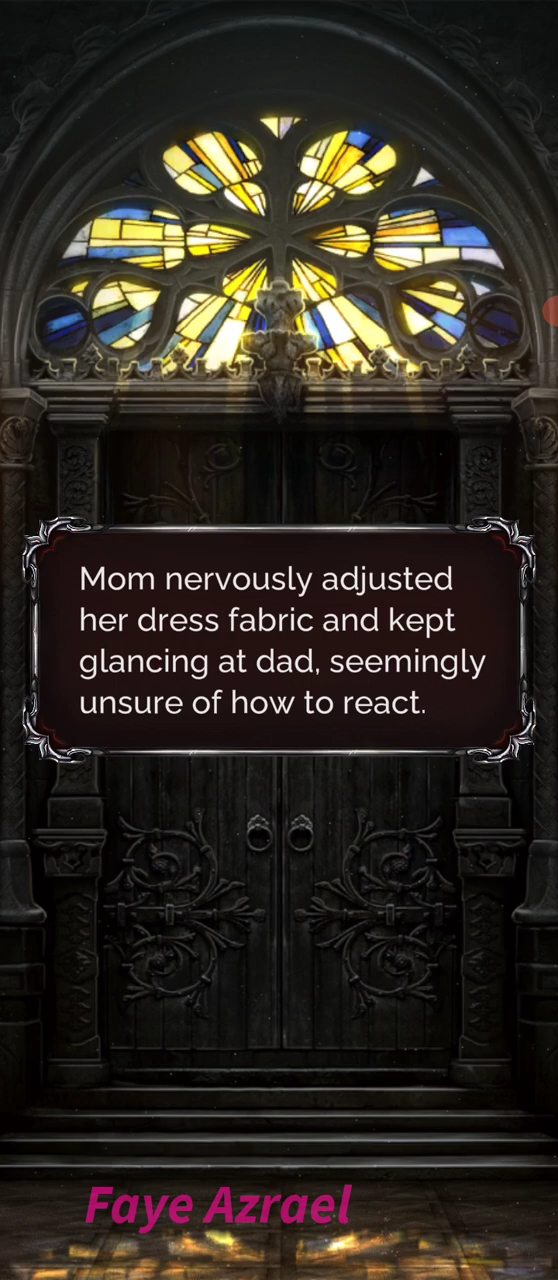 Mom nervously adjusted
her dress fabric and kept
glancing at dad, seemingly
unsure of how to react.
Faye Azrael